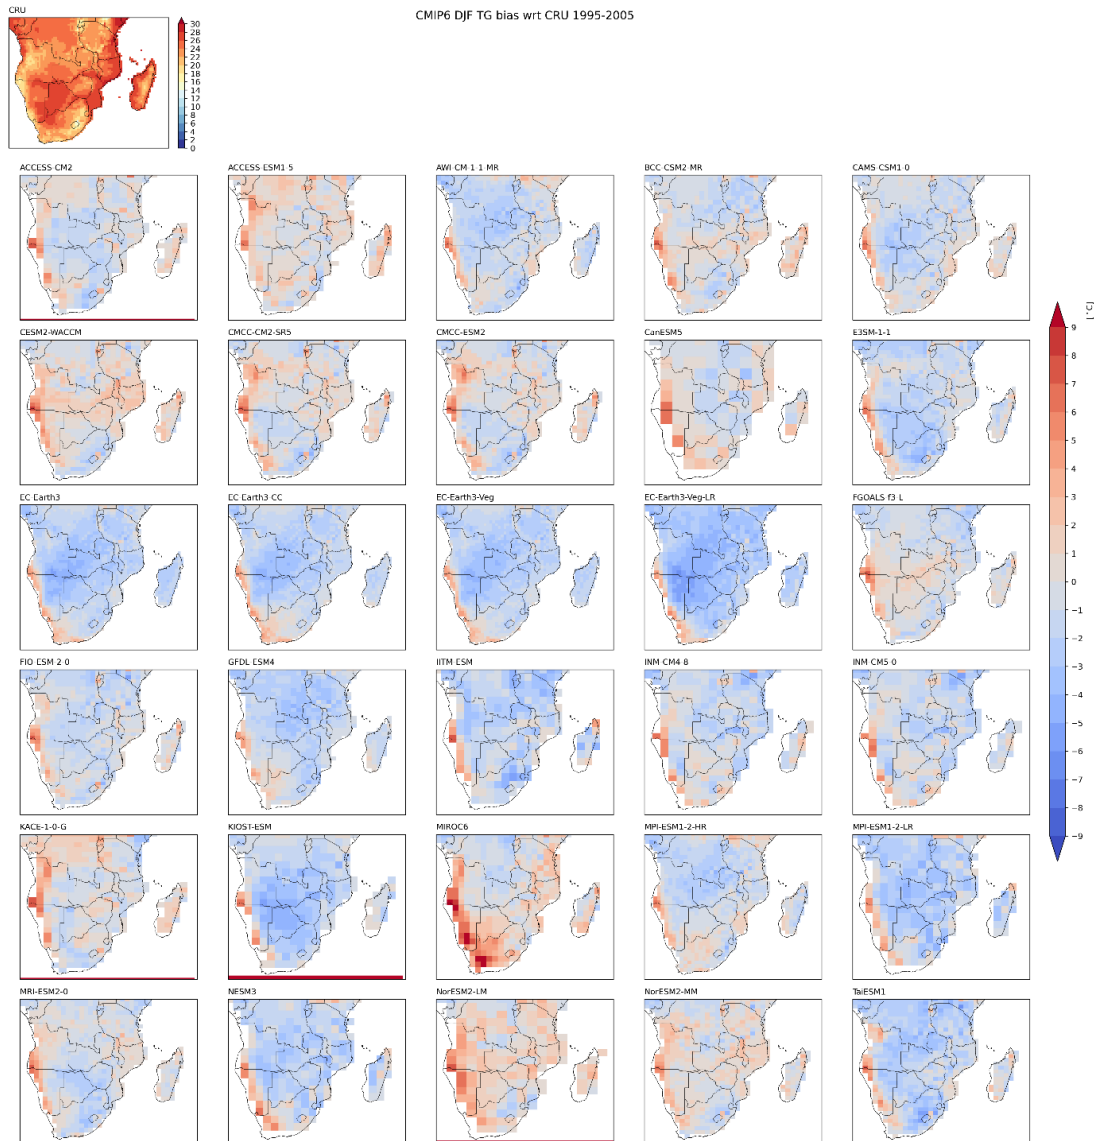 CRU
CMIP6 DJF TG bias wrt CRU 1995-2005
30
28
26
24
22
20
18
16
14
12
10
8
6
4
2
0
ACCESS CM2
ACCESS ESM1 5
AWI CM 1 1 MR
BCC CSM2 MR
CAMS CSM1 0
[°C]
9
8
7
6
5
4
3
2
1
0
−1
−2
−3
−4
−5
−6
−7
−8
−9
CESM2-WACCM
CMCC-CM2-SR5
CMCC-ESM2
CanESM5
E3SM-1-1
EC Earth3
EC Earth3 CC
EC-Earth3-Veg
EC-Earth3-Veg-LR
FGOALS f3 L
FIO ESM 2 0
GFDL ESM4
IITM ESM
INM CM4 8
INM CM5 0
KACE-1-0-G
KIOST-ESM
MIROC6
MPI-ESM1-2-HR
MPI-ESM1-2-LR
MRI-ESM2-0
NESM3
NorESM2-LM
NorESM2-MM
TaiESM1